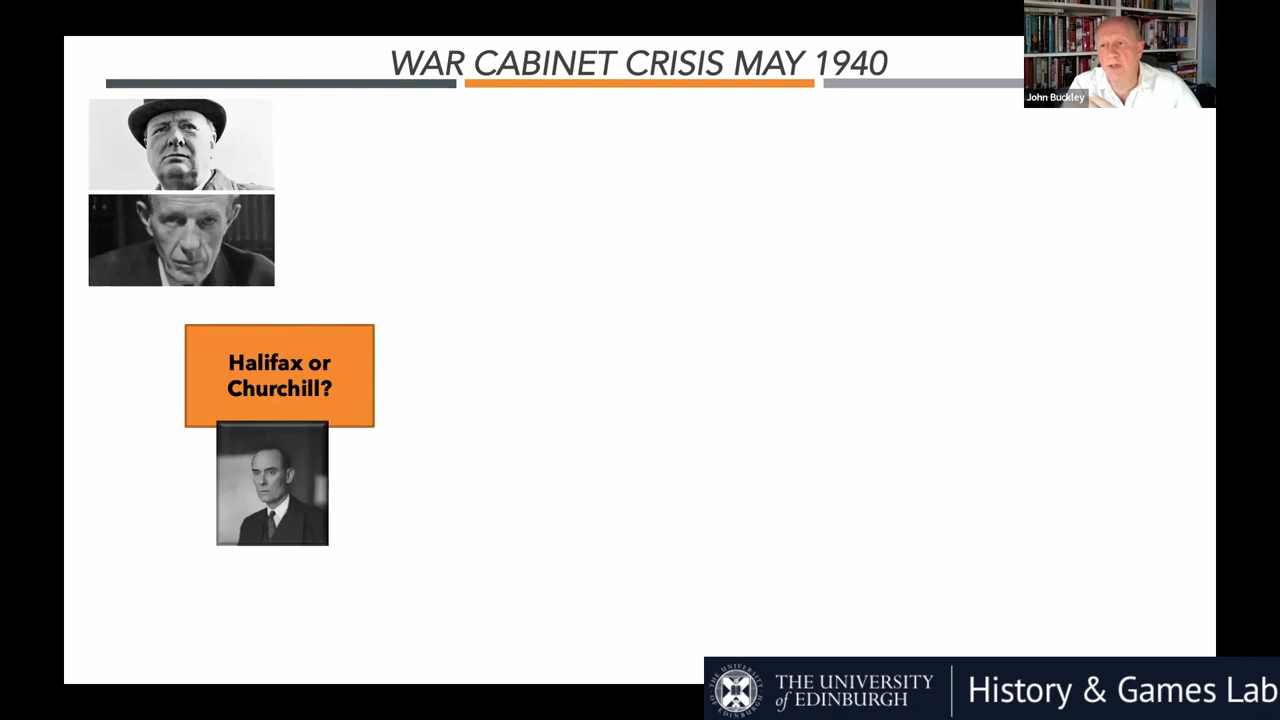 WAR CABINET CRISIS MAY 1940
John Buckley
Halifax or
Churchill?
THE UNIVERSITY
of EDINBURGH
History & Games Lab